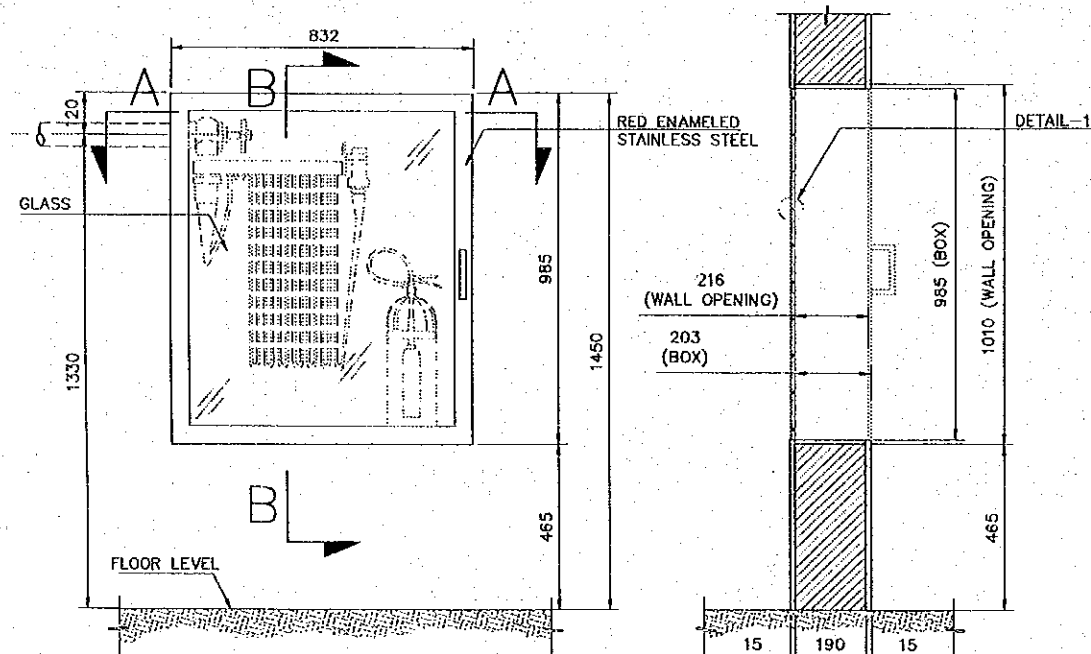 832
A
B
A
120
RED ENAMELED
STAINLESS STEEL
DETAIL-1
GLASS
985
1450
1330
216
(WALL OPENING)
203
(BOX)
985 (BOX)
1010 (WALL OPENING)
B
465
465
FLOOR LEVEL
15
190
15